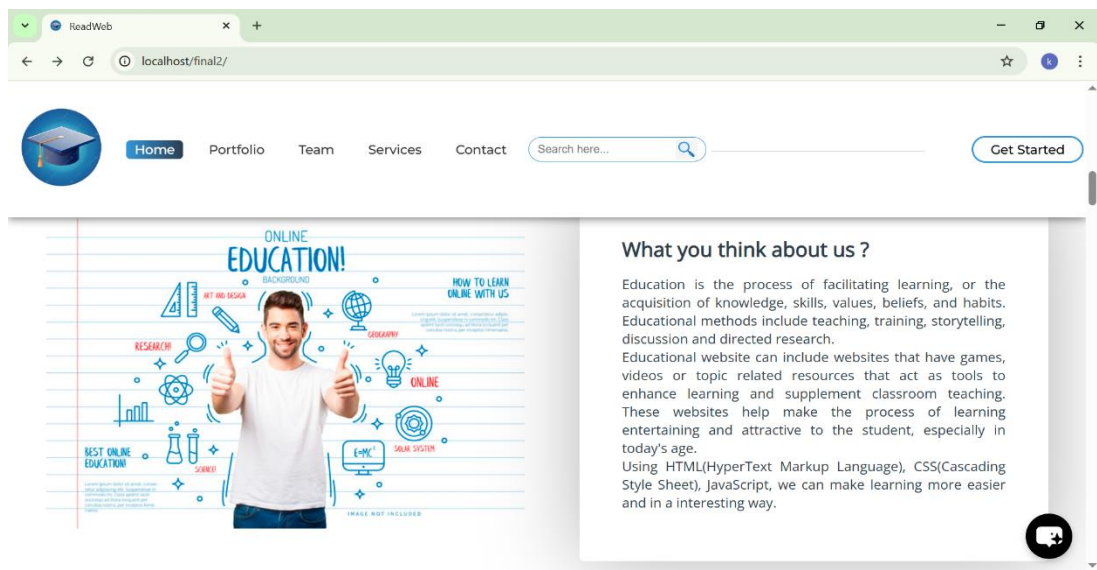 ReadWeb
localhost/final2/
k
Home Portfolio Team Services Contact Search here... Get Started
ONLINE
EDUCATION!
BACKGROUND
HOW TO LEARN
ONLINE WITH US
ART AND DESIGN
GEOGRAPHY
RESEARCH!
ONLINE
SOLAR SYSTEM
E=MC²
BEST ONLINE
EDUCATION!
SCIENCE!
IMAGE NOT INCLUDED
What you think about us ?
Education is the process of facilitating learning, or the
acquisition of knowledge, skills, values, beliefs, and habits.
Educational methods include teaching, training, storytelling,
discussion and directed research.
Educational website can include websites that have games,
videos or topic related resources that act as tools to
enhance learning and supplement classroom teaching.
These websites help make the process of learning
entertaining and attractive to the student, especially in
today's age.
Using HTML(HyperText Markup Language), CSS(Cascading
Style Sheet), JavaScript, we can make learning more easier
and in a interesting way.